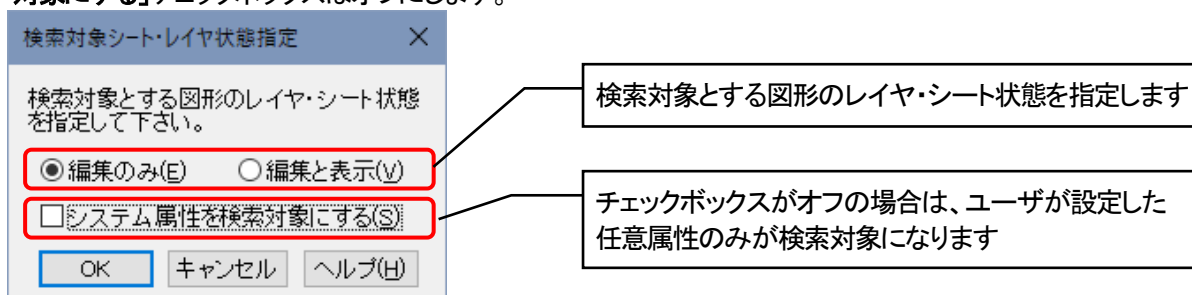 対象にする」チェックボックスはオフにします。
検索対象シート・レイヤ状態指定
検索対象とする図形のレイヤ・シート状態
を指定して下さい。
編集のみ(E) 編集と表示(V)
システム属性を検索対象にする(S)
OK キャンセル ヘルプ(H)
検索対象とする図形のレイヤ・シート状態を指定します
チェックボックスがオフの場合は、ユーザが設定した
任意属性のみが検索対象になります